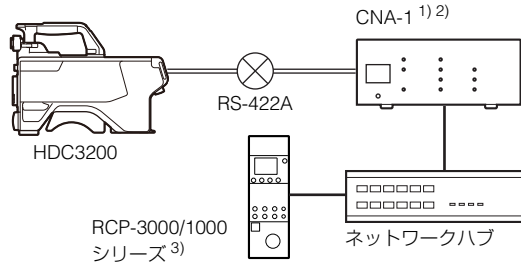 CNA-1 1) 2)
RS-422A
HDC3200
RCP-3000/1000
シリーズ 3)
ネットワークハブ